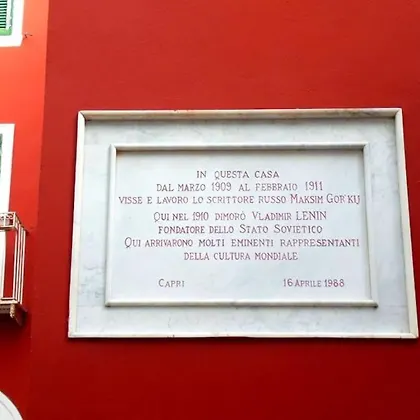 IN QUESTA CASA
DAL MARZO 1909 AL FEBBRAIO 1911
VISSE E LAVORO LO SCRITTORE RUSSO MAKSIM GOR'KIJ
QUI NEL 1910 DIMORÒ VLADIMIR LENIN
FONDATORE DELLO STATO SOVIETICO
QUI ARRIVARONO MOLTI EMINENTI RAPPRESENTANTI
DELLA CULTURA MONDIALE
CAPRI 16 APRILE 1988